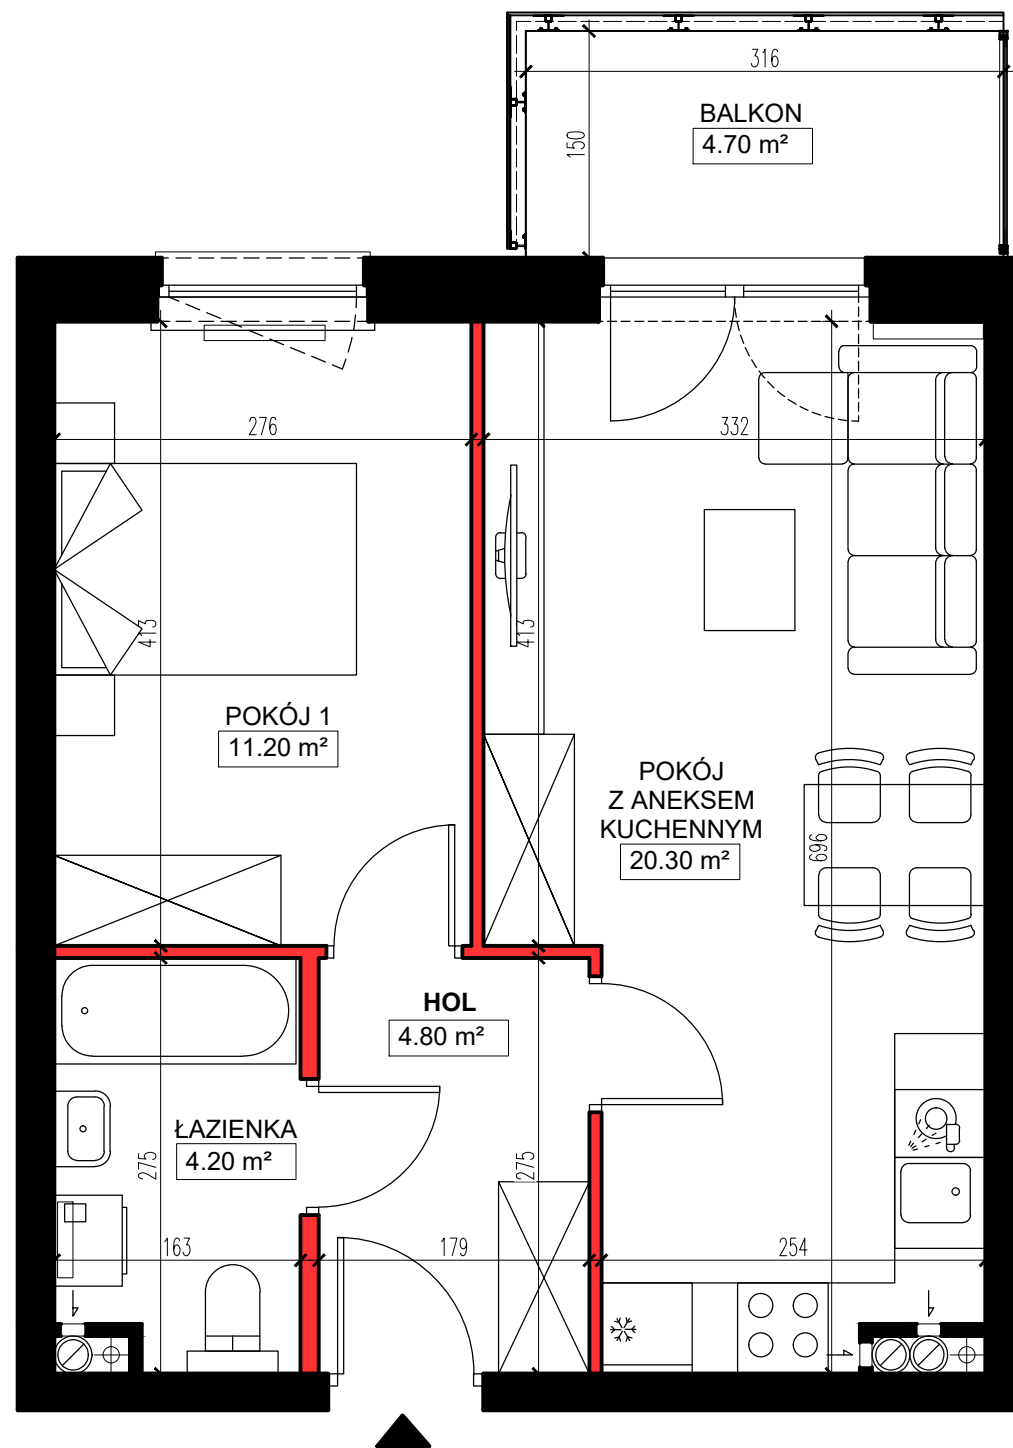 316
BALKON
4.70 m²
150
276
332
413
413
POKÓJ 1
11.20 m²
POKÓJ
Z ANEKSEM
KUCHENNYM
20.30 m²
696
HOL
4.80 m²
ŁAZIENKA
4.20 m²
275
275
163
179
254